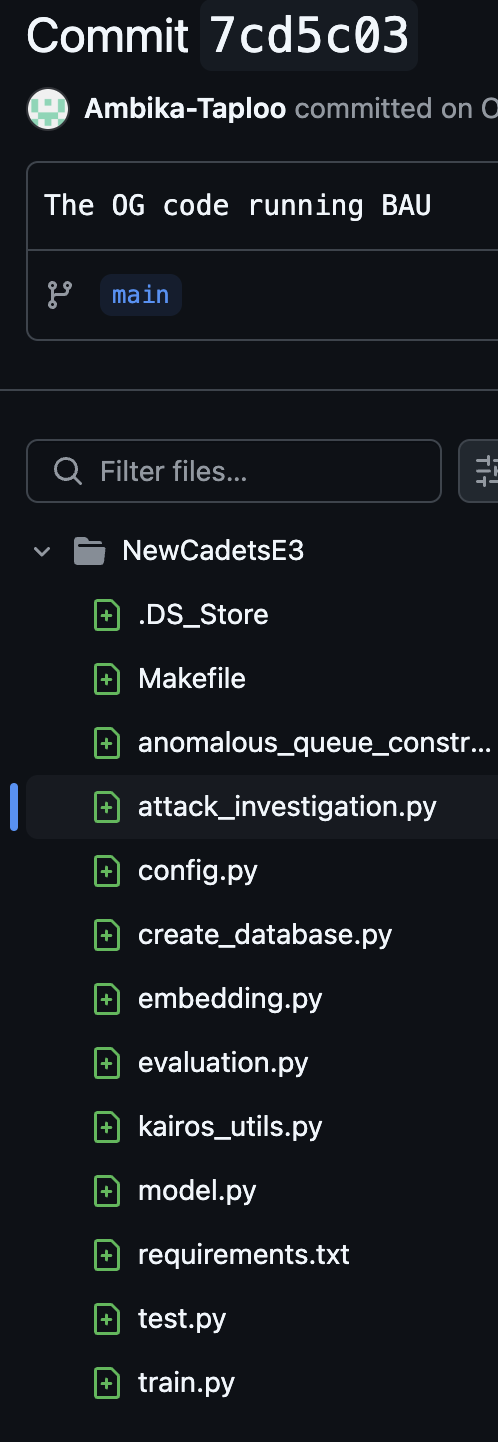 Commit 7cd5c03
Ambika-Taploo committed on O
The OG code running BAU
main
Filter files...
NewCadetsE3
.DS_Store
Makefile
anomalous_queue_constr...
attack_investigation.py
config.py
create_database.py
embedding.py
evaluation.py
kairos_utils.py
model.py
requirements.txt
test.py
train.py